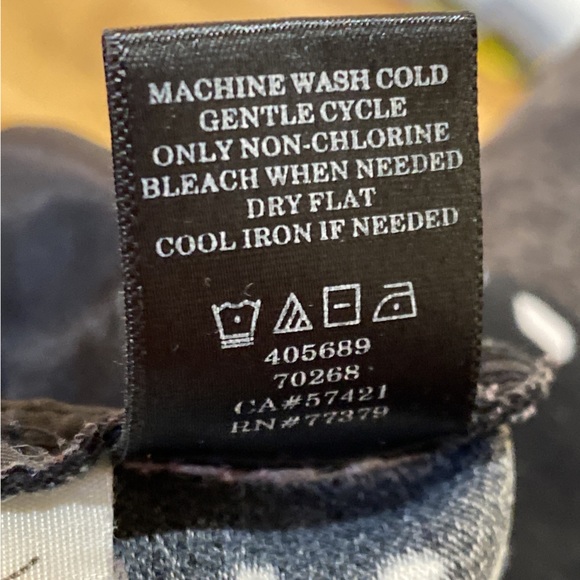 MACHINE WASH COLD
GENTLE CYCLE
ONLY NON-CHLORINE
BLEACH WHEN NEEDED
DRY FLAT
COOL IRON IF NEEDED
405689
70268
CA#57421
RN#77379